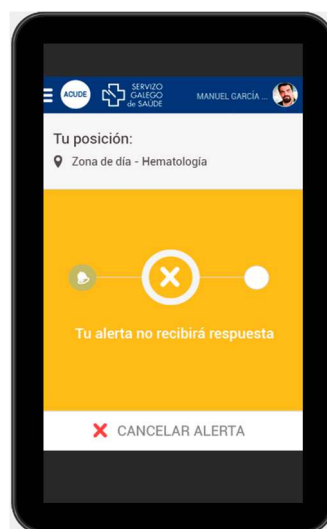 ACUDE
SERVIZO
GALEGO
de SAÚDE
MANUEL GARCÍA ...
Tu posición:
Zona de día - Hematología
Tu alerta no recibirá respuesta
CANCELAR ALERTA